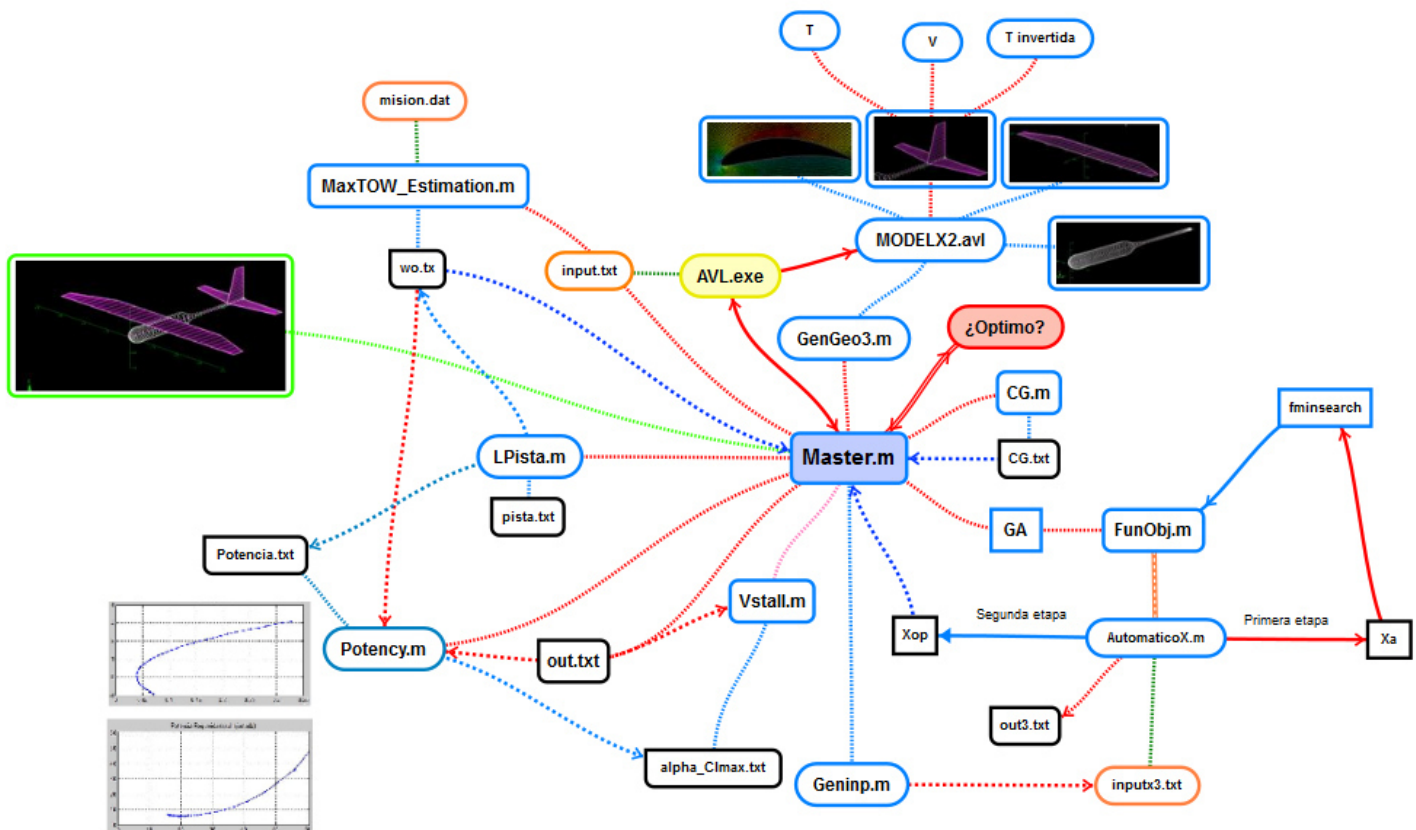 T
V
T invertida
mision.dat
MaxTOW_Estimation.m
MODELX2.avl
wo.tx
input.txt
AVL.exe
GenGeo3.m
¿Optimo?
CG.m
fminsearch
LPista.m
Master.m
CG.txt
pista.txt
GA
FunObj.m
Potencia.txt
Vstall.m
Segunda etapa
Primera etapa
Xop
AutomaticoX.m
Xa
Potency.m
out.txt
out3.txt
alpha_Clmax.txt
Geninp.m
inputx3.txt